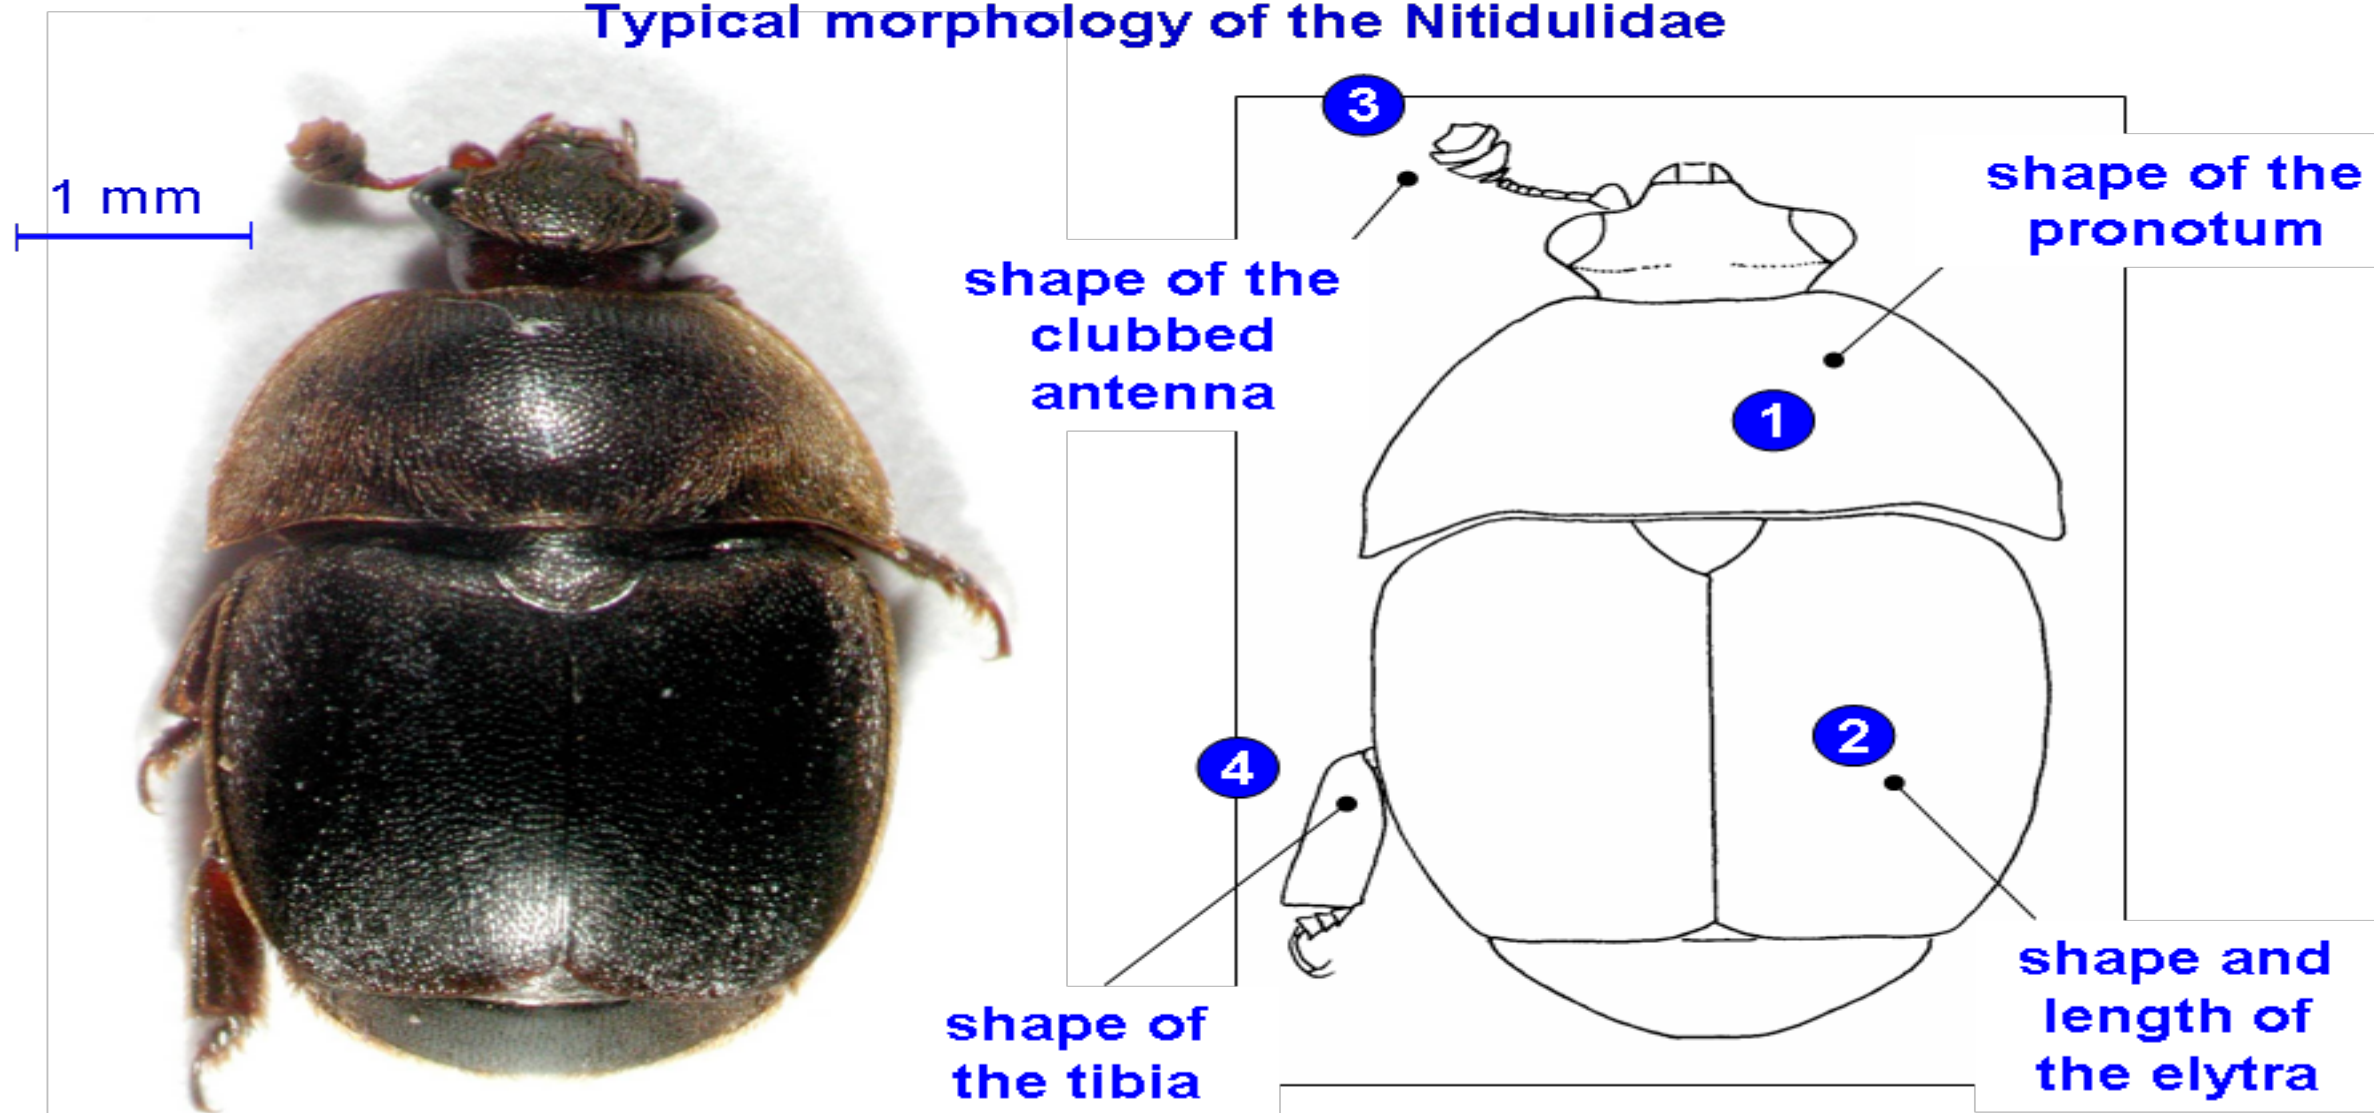 Typical morphology of the Nitidulidae
1 mm
3
shape of the
clubbed
antenna
shape of the
pronotum
1
2
4
shape of
the tibia
shape and
length of
the elytra